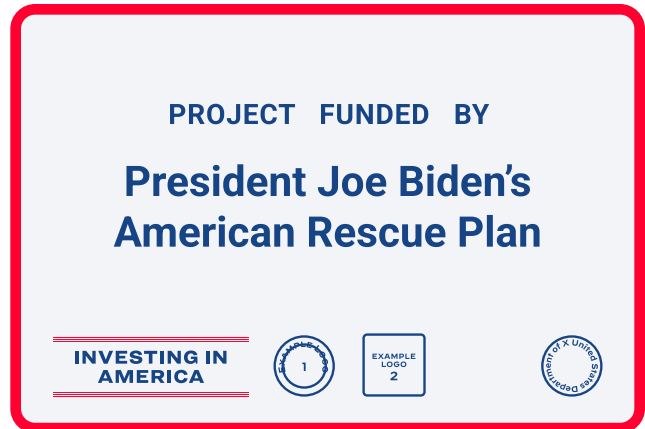 PROJECT FUNDED BY
President Joe Biden’s
American Rescue Plan
INVESTING IN
AMERICA
EXAMPLE LOGO
1
EXAMPLE
LOGO
2
Department of X United States